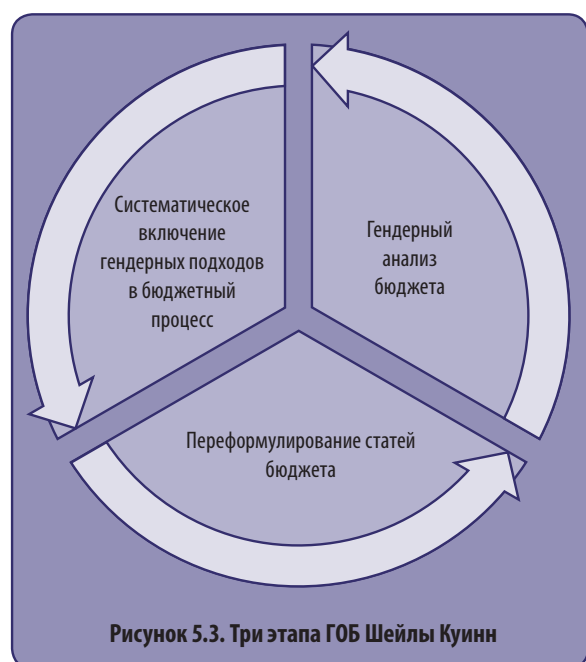 Систематическое
включение
гендерных подходов
в бюджетный
процесс
Гендерный
анализ
бюджета
Переформулирование статей
бюджета
Рисунок 5.3. Три этапа ГОБ Шейлы Куинн